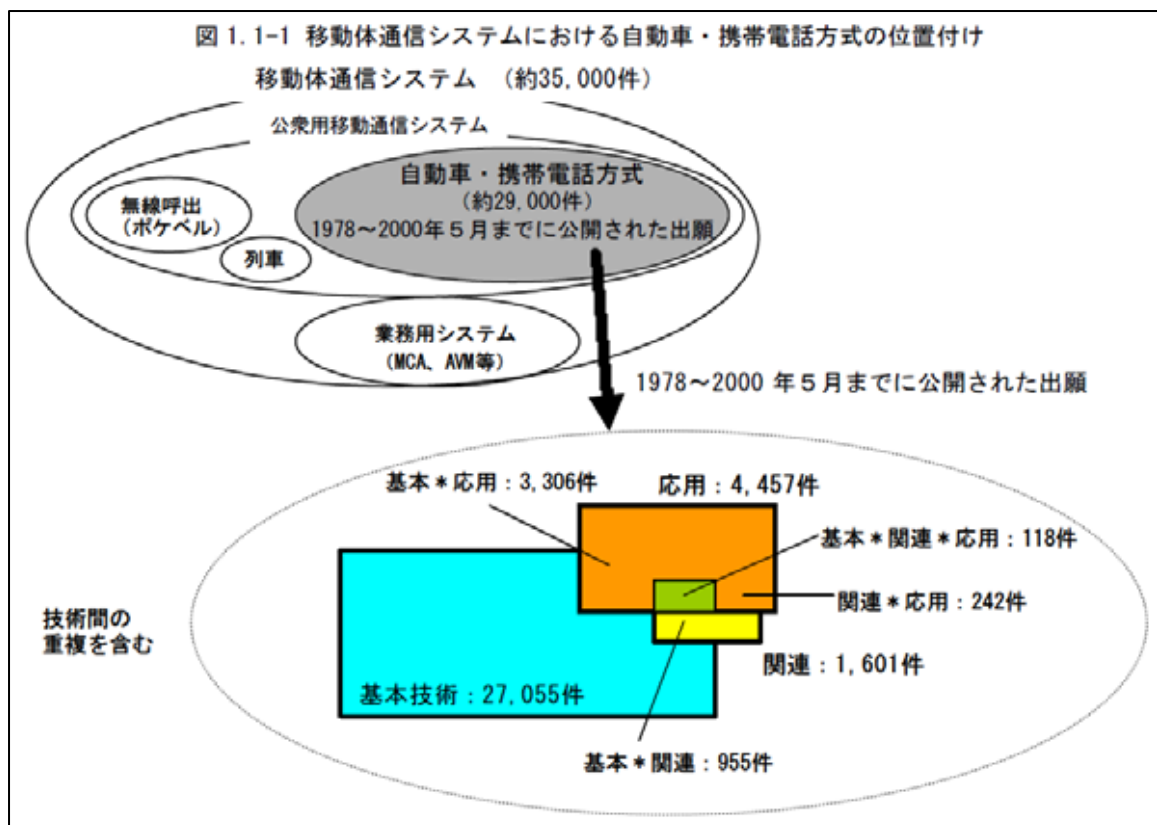 図 1.1-1 移動体通信システムにおける自動車・携帯電話方式の位置付け
移動体通信システム （約35,000件）
公衆用移動通信システム
自動車・携帯電話方式
（約29,000件）
1978～2000年５月までに公開された出願
無線呼出
（ポケベル）
列車
業務用システム
（MCA、AVM等）
1978～2000 年５月までに公開された出願
基本＊応用：3,306件
応用：4,457件
基本＊関連＊応用：118件
関連＊応用：242件
技術間の
重複を含む
関連：1,601件
基本技術：27,055件
基本＊関連：955件